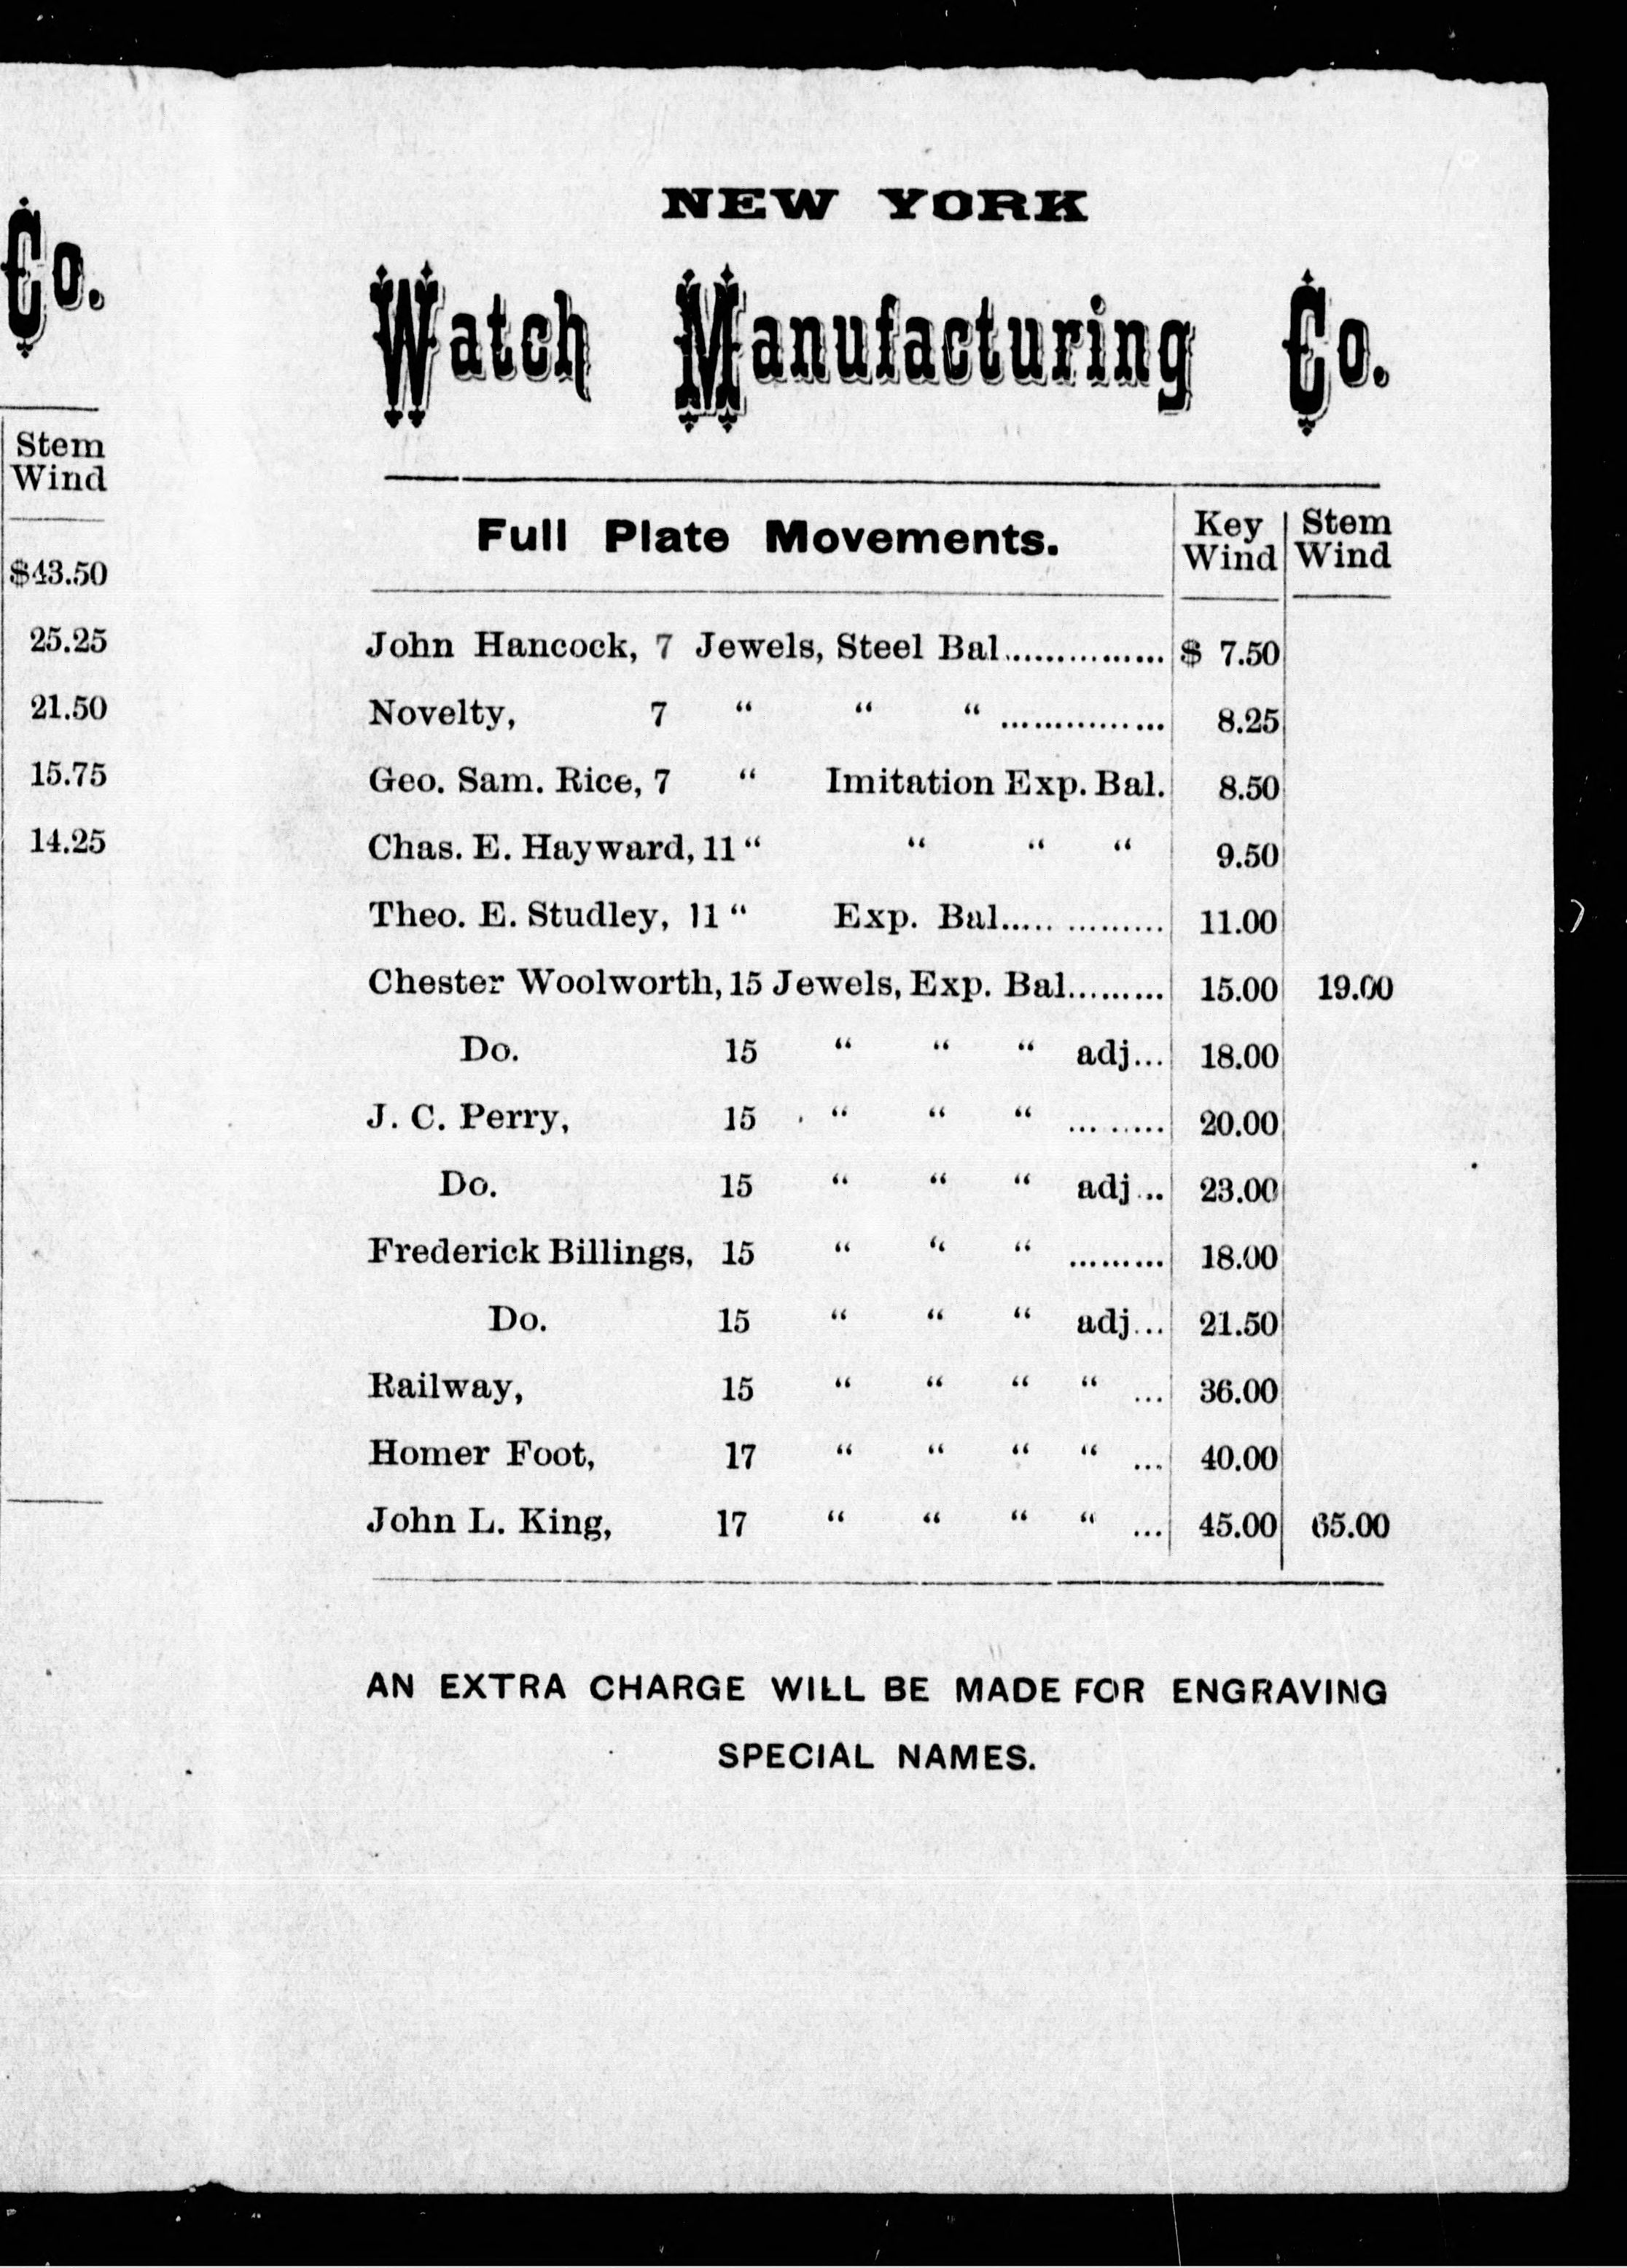 Co.
Stem
Wind
$43.50
25.25
21.50
15.75
14.25
NEW YORK
Watch Manufacturing Co.
Full Plate Movements. Key Wind Stem Wind
John Hancock, 7 Jewels, Steel Bal............... $ 7.50
Novelty, 7 “ “ “ ............... 8.25
Geo. Sam. Rice, 7 “ Imitation Exp. Bal. 8.50
Chas. E. Hayward, 11 “ “ “ “ 9.50
Theo. E. Studley, 11 “ Exp. Bal..... ......... 11.00
Chester Woolworth, 15 Jewels, Exp. Bal......... 15.00 19.00
Do. 15 “ “ “ adj... 18.00
J. C. Perry, 15 “ “ “ ......... 20.00
Do. 15 “ “ “ adj... 23.00
Frederick Billings, 15 “ “ “ ......... 18.00
Do. 15 “ “ “ adj... 21.50
Railway, 15 “ “ “ “ ... 36.00
Homer Foot, 17 “ “ “ “ ... 40.00
John L. King, 17 “ “ “ “ ... 45.00 65.00
AN EXTRA CHARGE WILL BE MADE FOR ENGRAVING
SPECIAL NAMES.